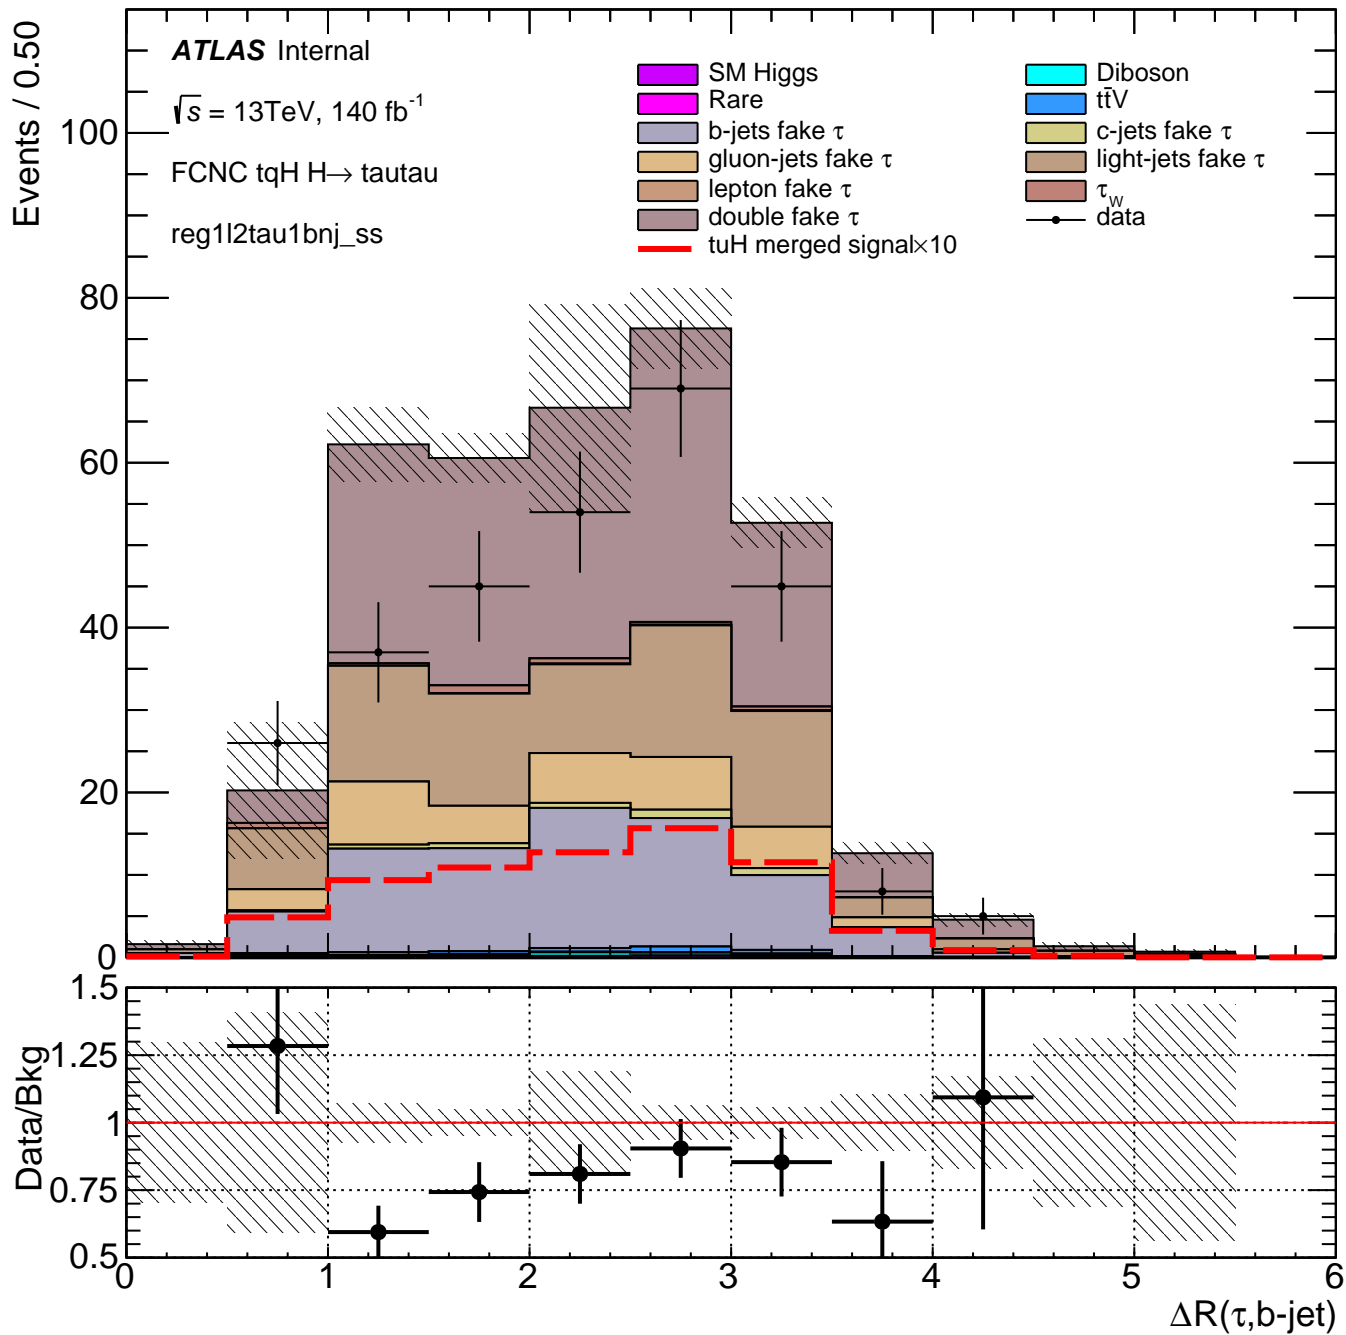 Events / 0.50
ATLAS Internal
√s = 13TeV, 140 fb⁻¹
FCNC tqH H→ tautau
reg1l2tau1bnj_ss
SM Higgs
Rare
b-jets fake τ
gluon-jets fake τ
lepton fake τ
double fake τ
tuH merged signal×10
Diboson
tt̄V
c-jets fake τ
light-jets fake τ
τ_W
data
100
80
60
40
20
0
Data/Bkg
1.5
1.25
1
0.75
0.5
0 1 2 3 4 5 6
ΔR(τ,b-jet)